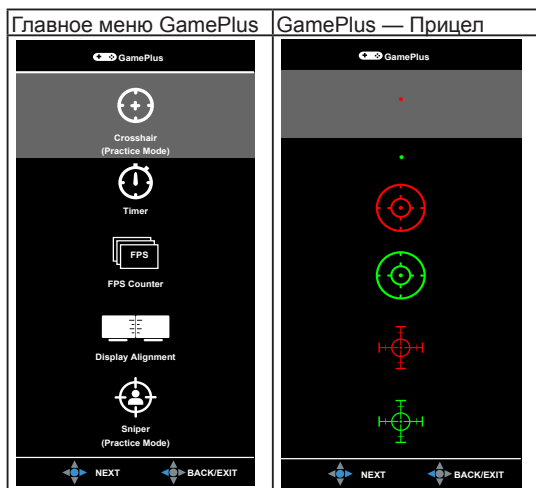 Главное меню GamePlus
GamePlus — Прицел
GamePlus
Crosshair
(Practice Mode)
Timer
FPS
FPS Counter
Display Alignment
Sniper
(Practice Mode)
NEXT
BACK/EXIT
GamePlus
NEXT
BACK/EXIT